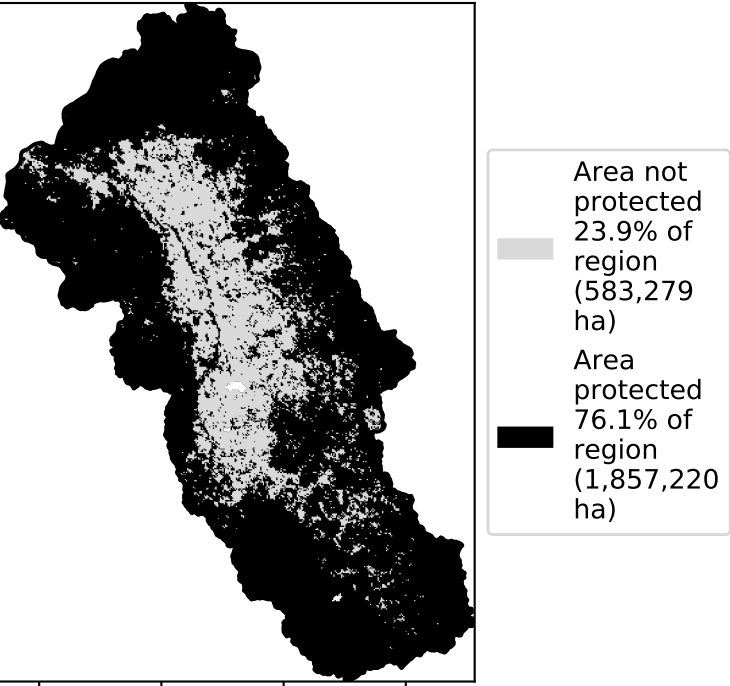 Area not
protected
23.9% of
region
(583,279
ha)
Area
protected
76.1% of
region
(1,857,220
ha)